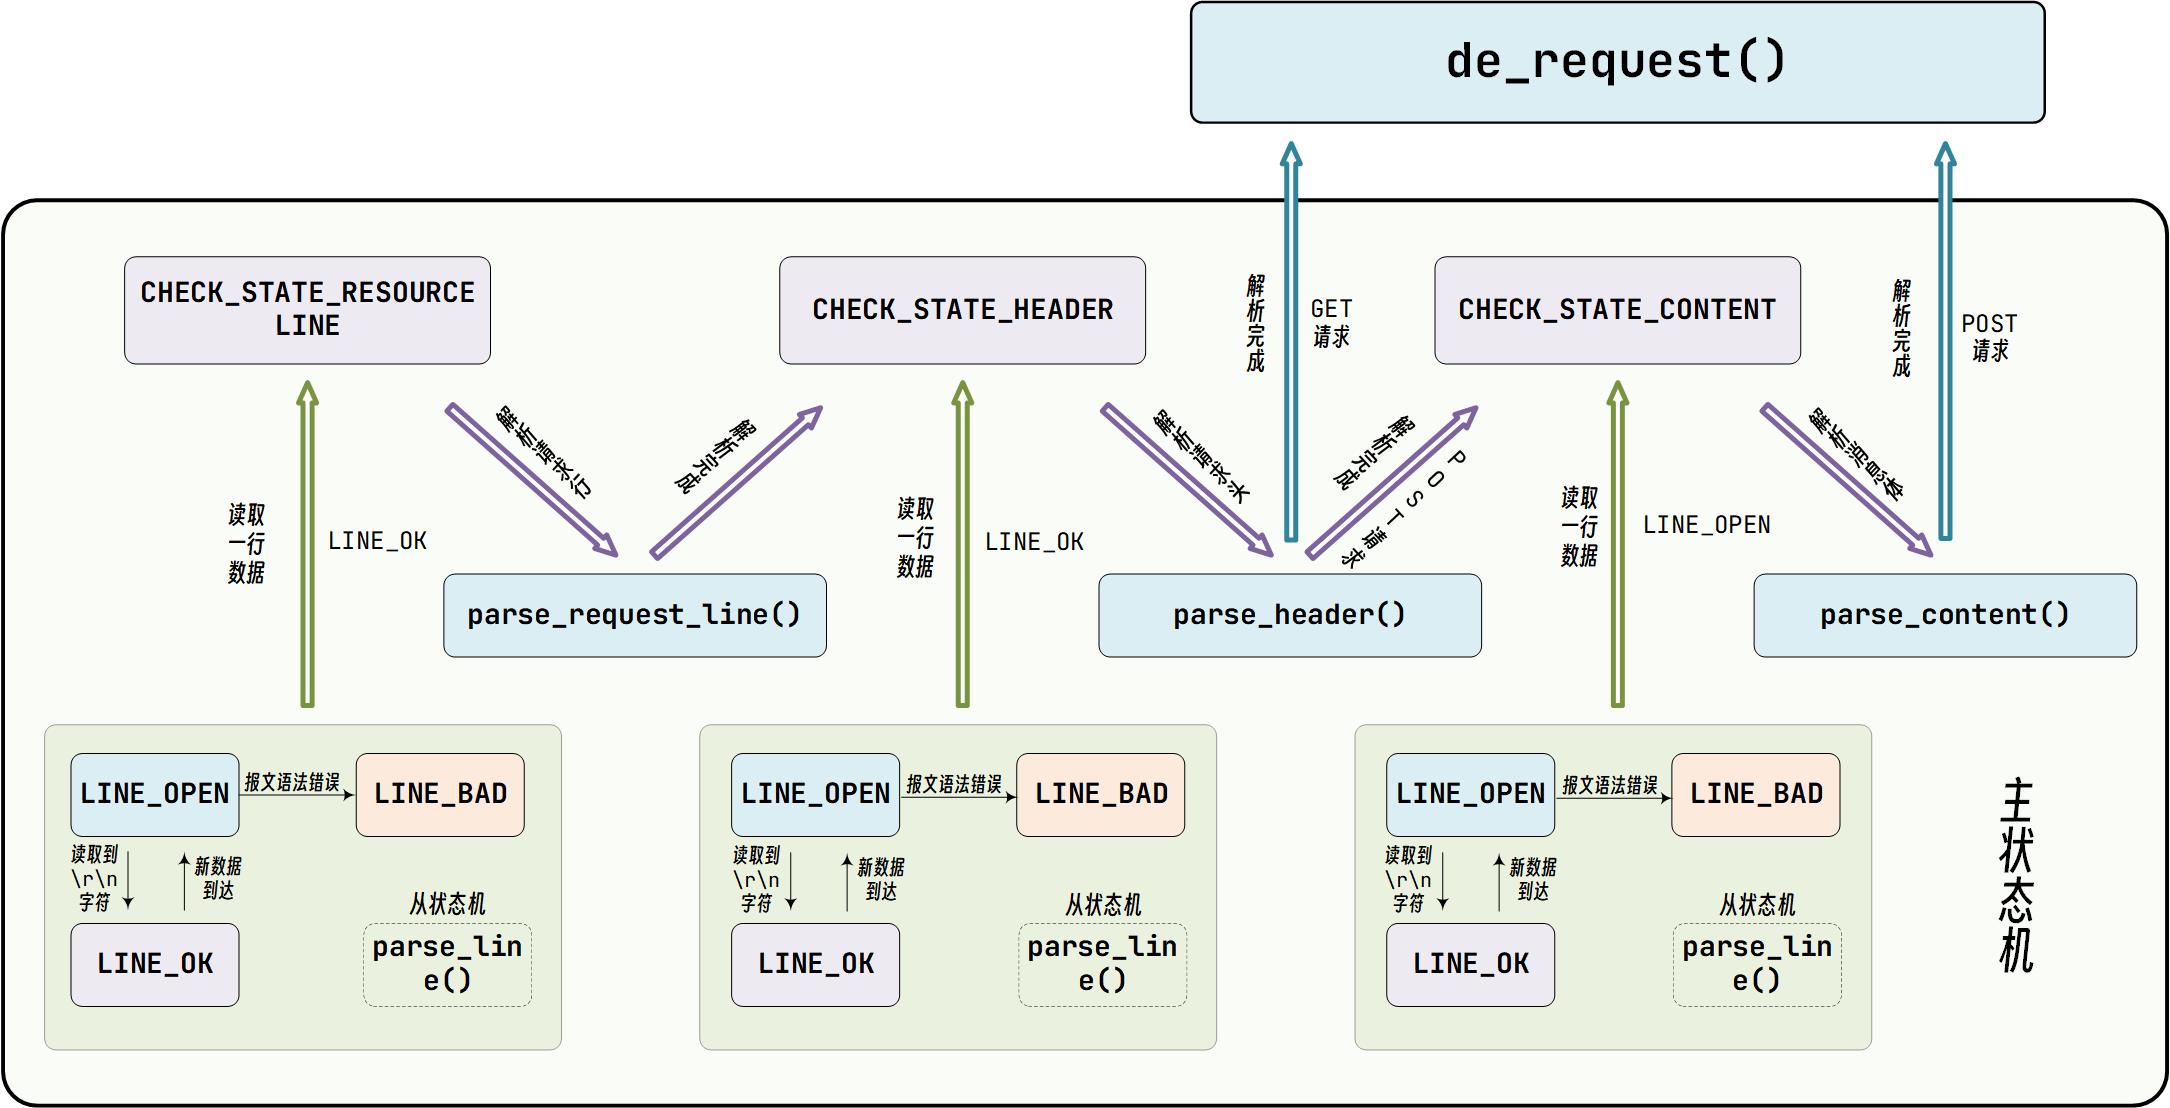 de_request()
CHECK_STATE_RESOURCE
LINE
CHECK_STATE_HEADER
解析完成
GET
请求
CHECK_STATE_CONTENT
解析完成
POST
请求
读取
一行
数据
LINE_OK
解析请求行
解析完成
读取
一行
数据
LINE_OK
解析请求头
解析完成
POST请求
读取
一行
数据
LINE_OPEN
解析消息体
parse_request_line()
parse_header()
parse_content()
LINE_OPEN
报文语法错误
LINE_BAD
读取到
\r\n
字符
新数据
到达
LINE_OK
从状态机
parse_lin
e()
LINE_OPEN
报文语法错误
LINE_BAD
读取到
\r\n
字符
新数据
到达
LINE_OK
从状态机
parse_lin
e()
LINE_OPEN
报文语法错误
LINE_BAD
读取到
\r\n
字符
新数据
到达
LINE_OK
从状态机
parse_lin
e()
主状态机